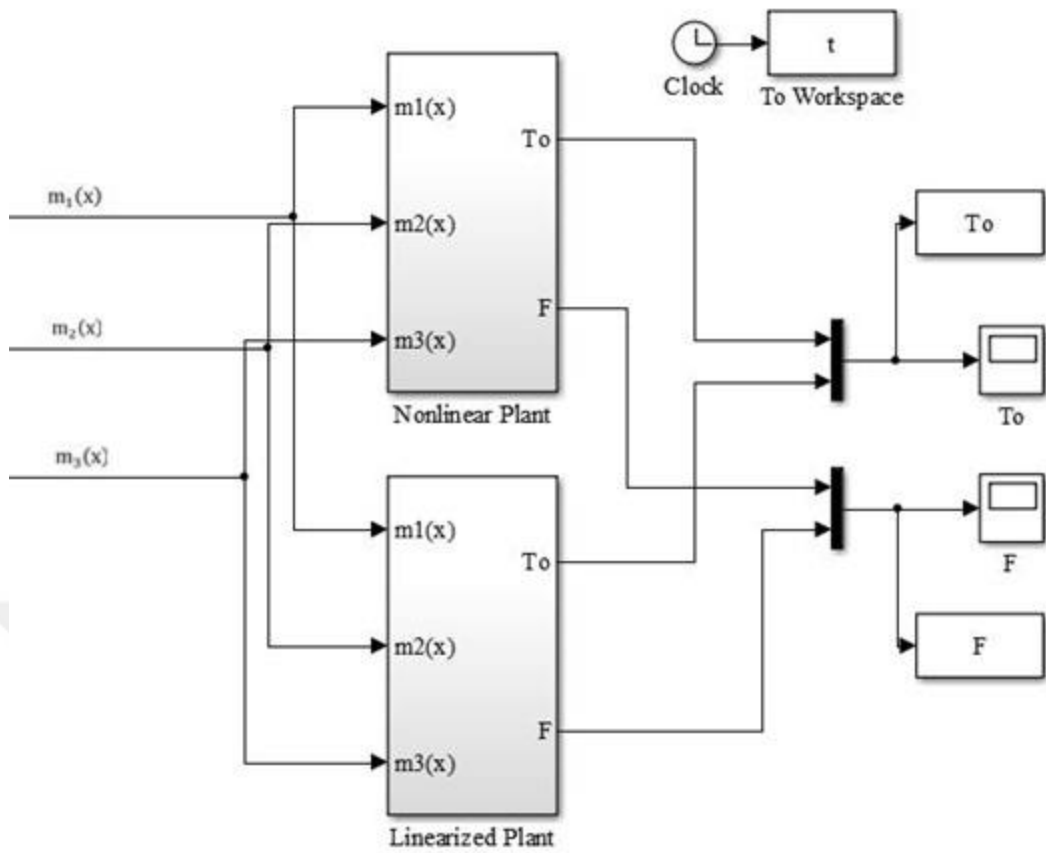 t
Clock
To Workspace
m₁(x)
m₂(x)
m₃(x)
m1(x)
m2(x)
m3(x)
To
F
Nonlinear Plant
m1(x)
m2(x)
m3(x)
To
F
Linearized Plant
To
To
F
F